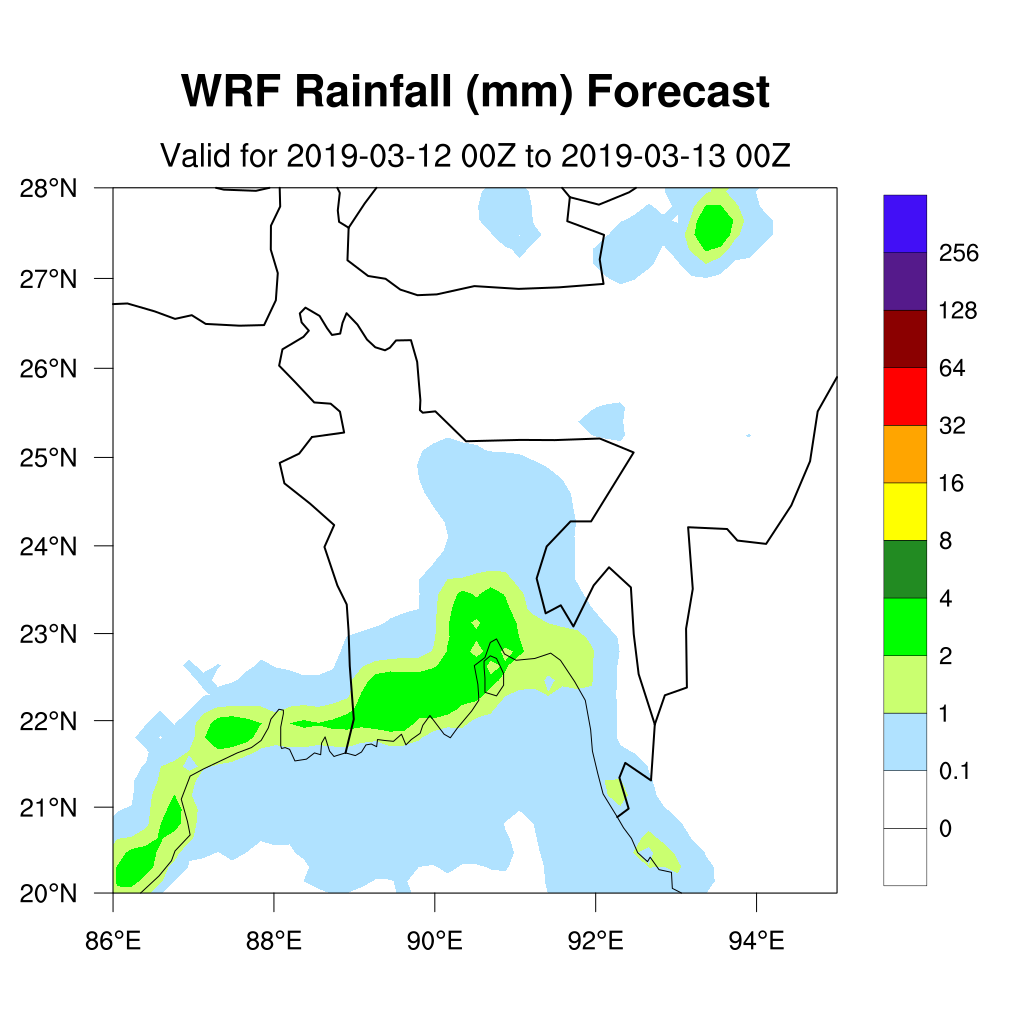 WRF Rainfall (mm) Forecast
Valid for 2019-03-12 00Z to 2019-03-13 00Z
28°N
27°N
26°N
25°N
24°N
23°N
22°N
21°N
20°N
86°E 88°E 90°E 92°E 94°E
256
128
64
32
16
8
4
2
1
0.1
0